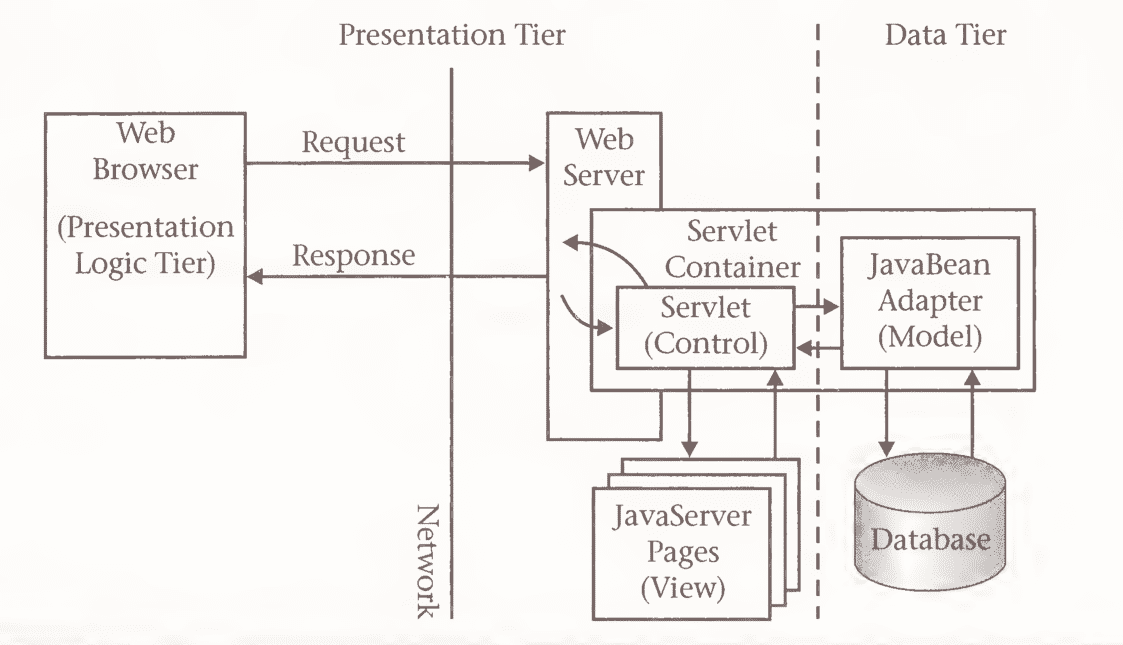 Presentation Tier
Data Tier
Web
Browser
(Presentation
Logic Tier)
Request
Response
Web
Server
Servlet
Container
Servlet
(Control)
JavaBean
Adapter
(Model)
Network
JavaServer
Pages
(View)
Database